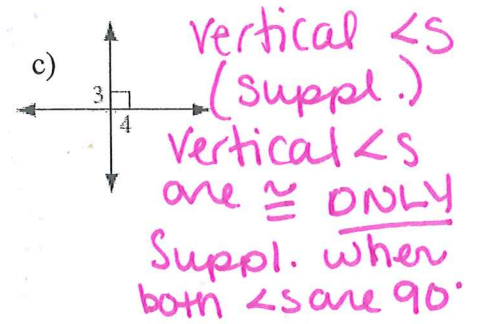 c)
3
4
vertical <s
(suppl.)
Vertical <s
are ≅ ONLY
Suppl. when
both <s are 90°